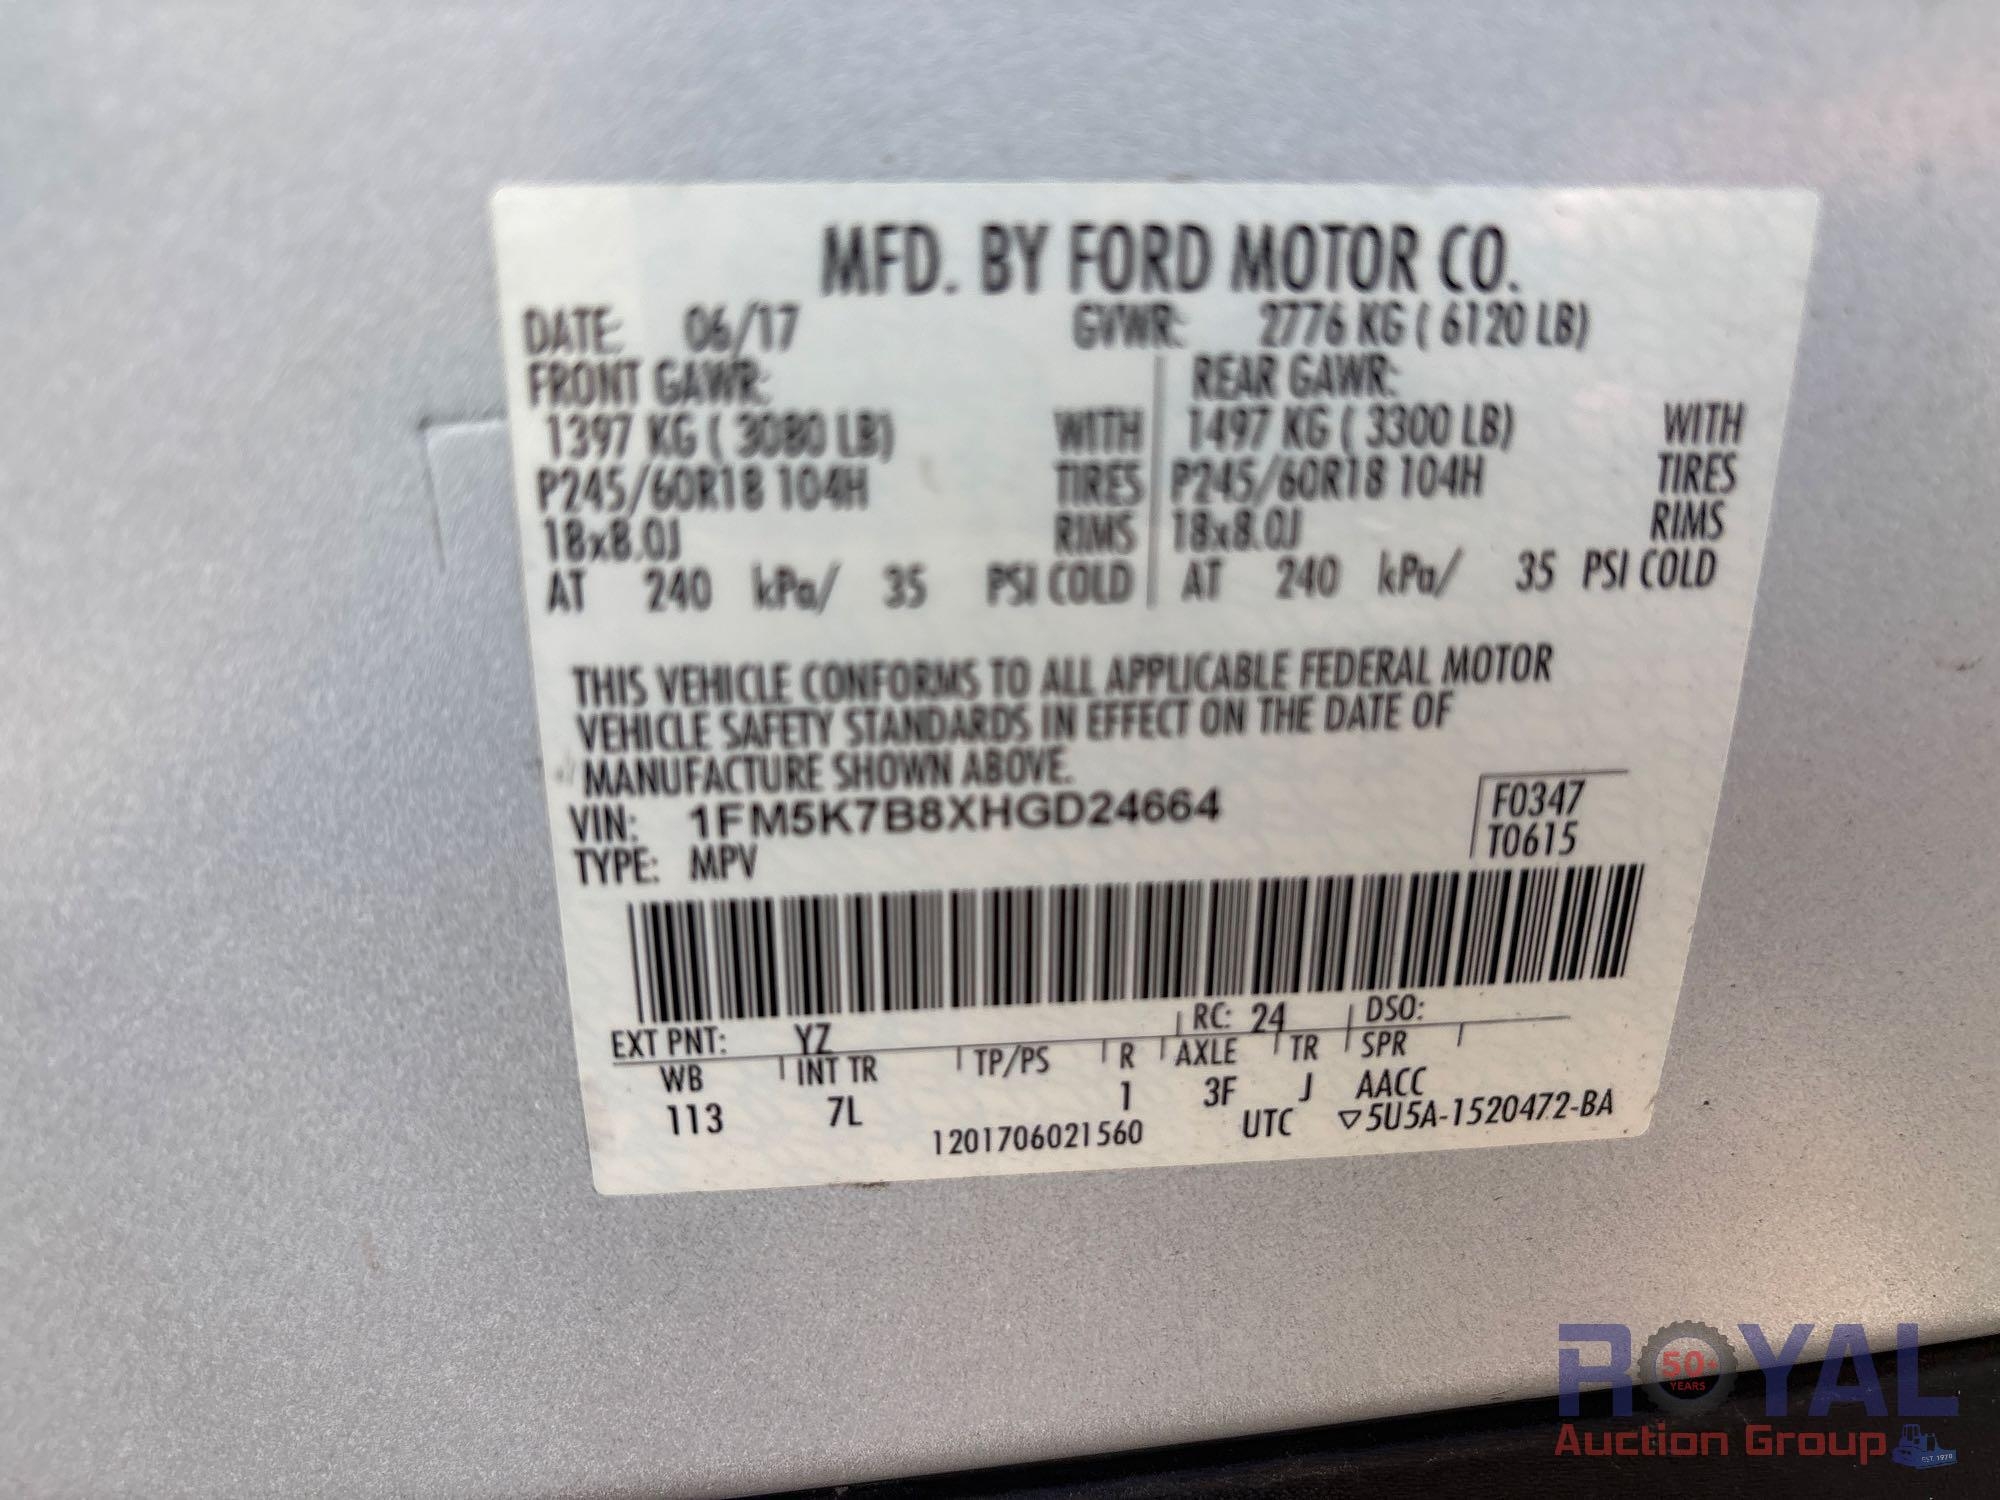 MFD. BY FORD MOTOR CO.
DATE: 06/17 GVWR: 2776 KG ( 6120 LB)
FRONT GAWR: REAR GAWR:
1397 KG ( 3080 LB) WITH 1497 KG ( 3300 LB) WITH
P245/60R18 104H TIRES P245/60R18 104H TIRES
18x8.0J RIMS 18x8.0J RIMS
AT 240 kPa/ 35 PSI COLD AT 240 kPa/ 35 PSI COLD
THIS VEHICLE CONFORMS TO ALL APPLICABLE FEDERAL MOTOR
VEHICLE SAFETY STANDARDS IN EFFECT ON THE DATE OF
MANUFACTURE SHOWN ABOVE.
VIN: 1FM5K7B8XHGD24664 F0347
TYPE: MPV T0615
EXT PNT: YZ RC: 24 DSO:
WB INT TR TP/PS R AXLE TR SPR
113 7L 1 3F J AACC
1201706021560 UTC ▽5U5A-1520472-BA
ROYAL
50+
YEARS
Auction Group
EST. 1970